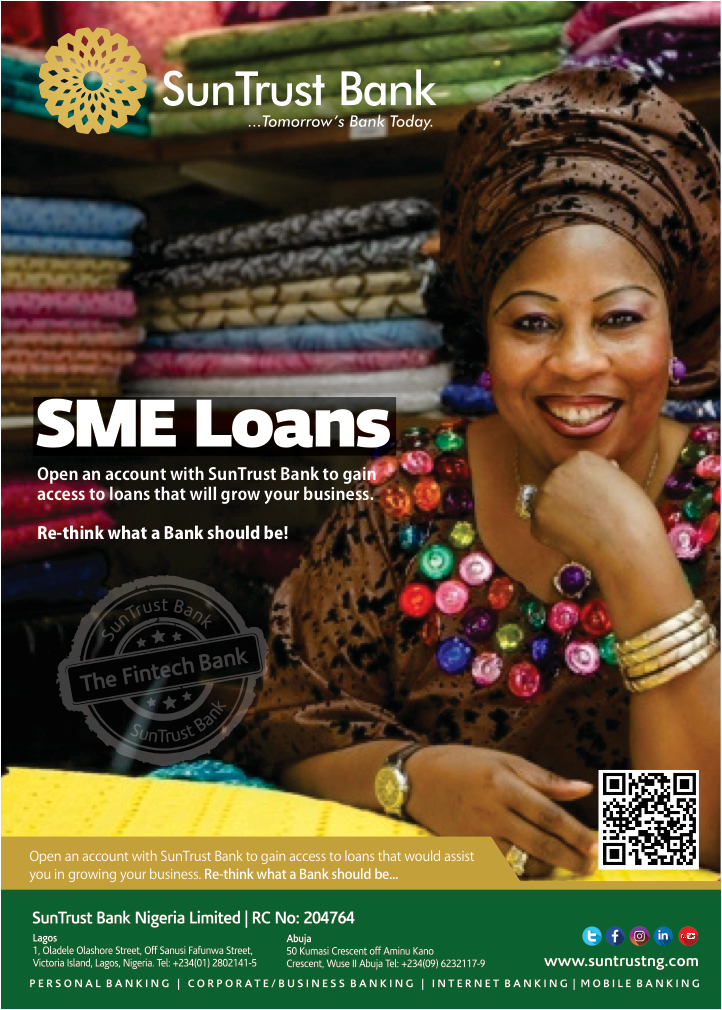 SunTrust Bank
...Tomorrow's Bank Today.
SME Loans
Open an account with SunTrust Bank to gain
access to loans that will grow your business.
Re-think what a Bank should be!
SunTrust Bank
The Fintech Bank
SunTrust Bank
Open an account with SunTrust Bank to gain access to loans that would assist
you in growing your business. Re-think what a Bank should be...
SunTrust Bank Nigeria Limited | RC No: 204764
Lagos
1, Oladele Olashore Street, Off Sanusi Fafunwa Street,
Victoria Island, Lagos, Nigeria. Tel: +234(01) 2802141-5
Abuja
50 Kumasi Crescent off Aminu Kano
Crescent, Wuse II Abuja Tel: +234(09) 6232117-9
www.suntrustng.com
PERSONAL BANKING | CORPORATE/BUSINESS BANKING | INTERNET BANKING | MOBILE BANKING